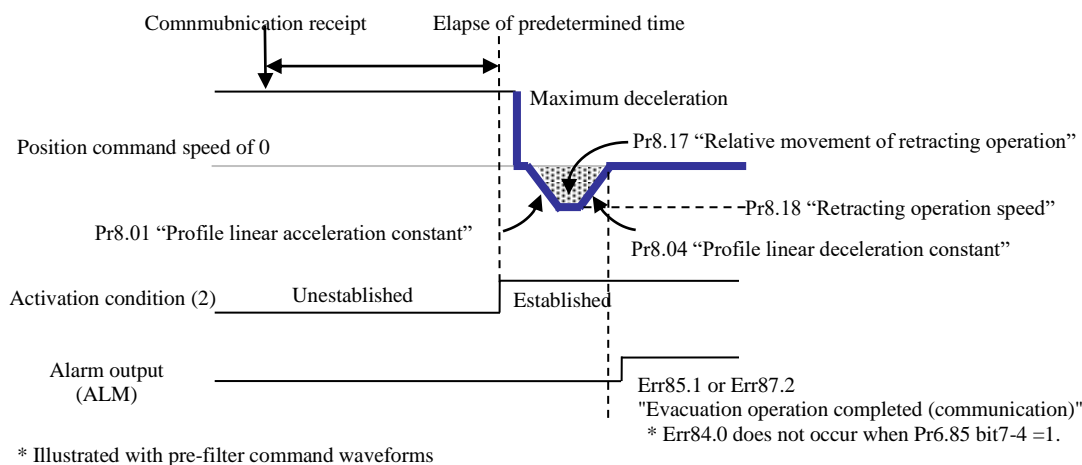 Connmubnication receipt
Elapse of predetermined time
Maximum deceleration
Pr8.17 “Relative movement of retracting operation”
Position command speed of 0
Pr8.18 “Retracting operation speed”
Pr8.01 “Profile linear acceleration constant”
Pr8.04 “Profile linear deceleration constant”
Activation condition (2)
Unestablished
Established
Alarm output
(ALM)
Err85.1 or Err87.2
"Evacuation operation completed (communication)"
* Err84.0 does not occur when Pr6.85 bit7-4 =1.
* Illustrated with pre-filter command waveforms